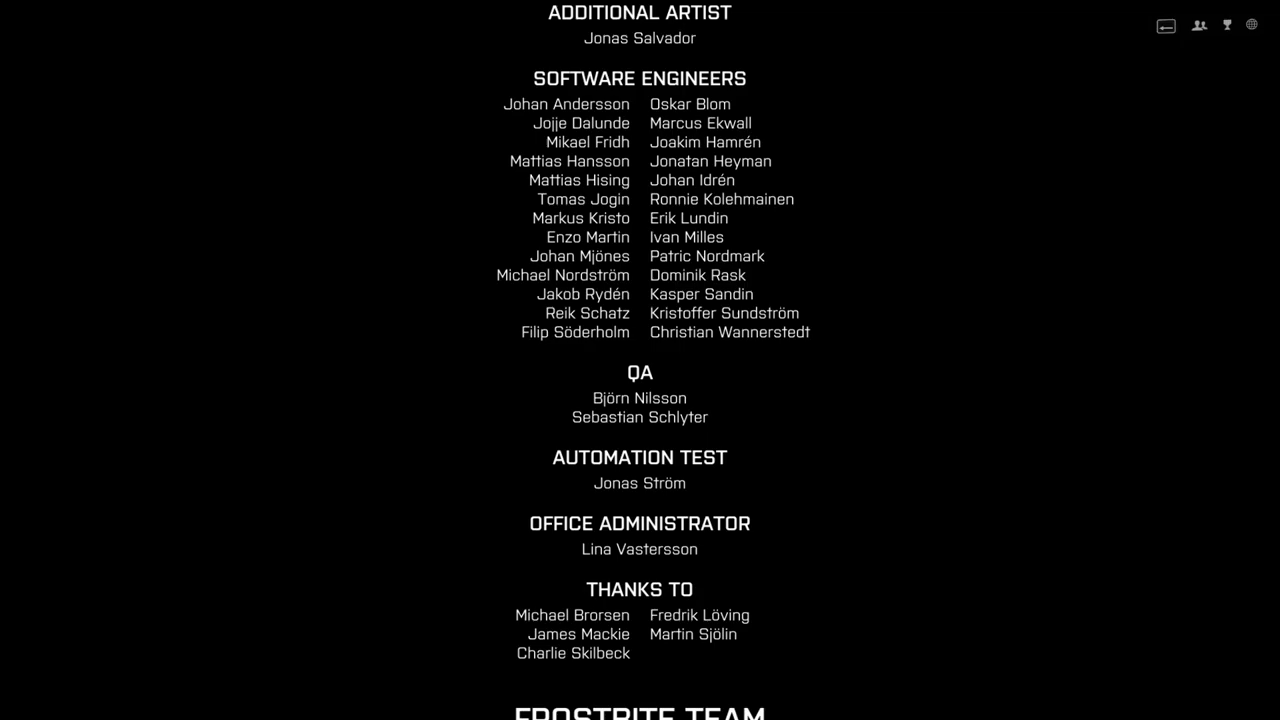 ADDITIONAL ARTIST
Jonas Salvador
SOFTWARE ENGINEERS
Johan Andersson Oskar Blom
Jojje Dalunde Marcus Ekwall
Mikael Fridh Joakim Hamrén
Mattias Hansson Jonatan Heyman
Mattias Hising Johan Idrén
Tomas Jogin Ronnie Kolehmainen
Markus Kristo Erik Lundin
Enzo Martin Ivan Milles
Johan Mjönes Patric Nordmark
Michael Nordström Dominik Rask
Jakob Rydén Kasper Sandin
Reik Schatz Kristoffer Sundström
Filip Söderholm Christian Wannerstedt
QA
Björn Nilsson
Sebastian Schlyter
AUTOMATION TEST
Jonas Ström
OFFICE ADMINISTRATOR
Lina Vastersson
THANKS TO
Michael Brorsen Fredrik Löving
James Mackie Martin Sjölin
Charlie Skilbeck
FROSTBITE TEAM